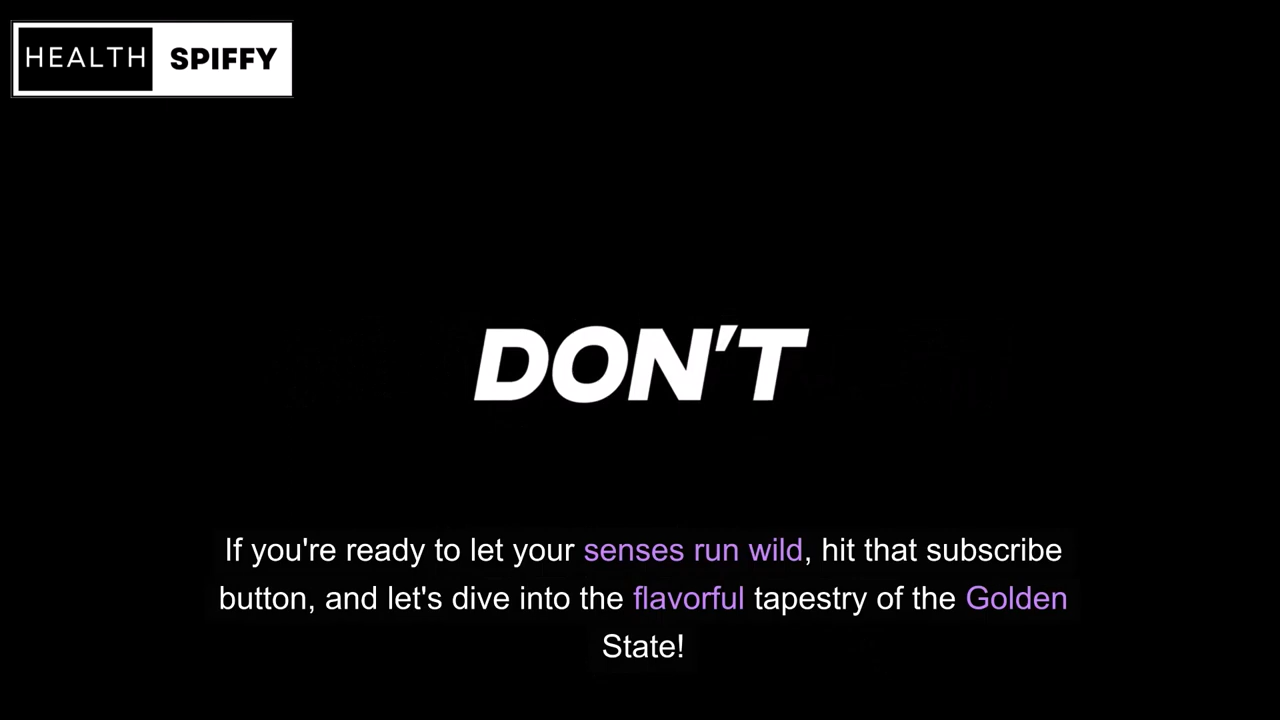 HEALTH SPIFFY
DON'T
If you're ready to let your senses run wild, hit that subscribe
button, and let's dive into the flavorful tapestry of the Golden
State!